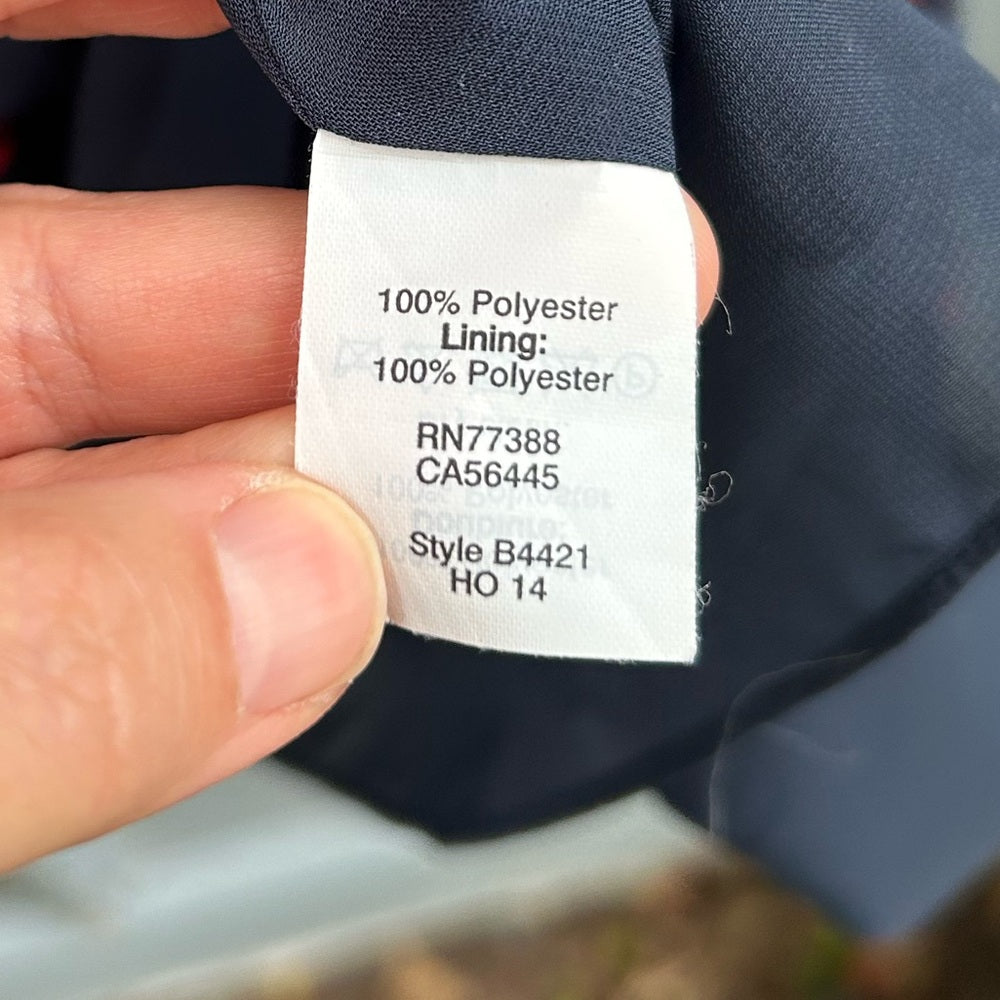 100% Polyester
Lining:
100% Polyester
RN77388
CA56445
Style B4421
HO 14